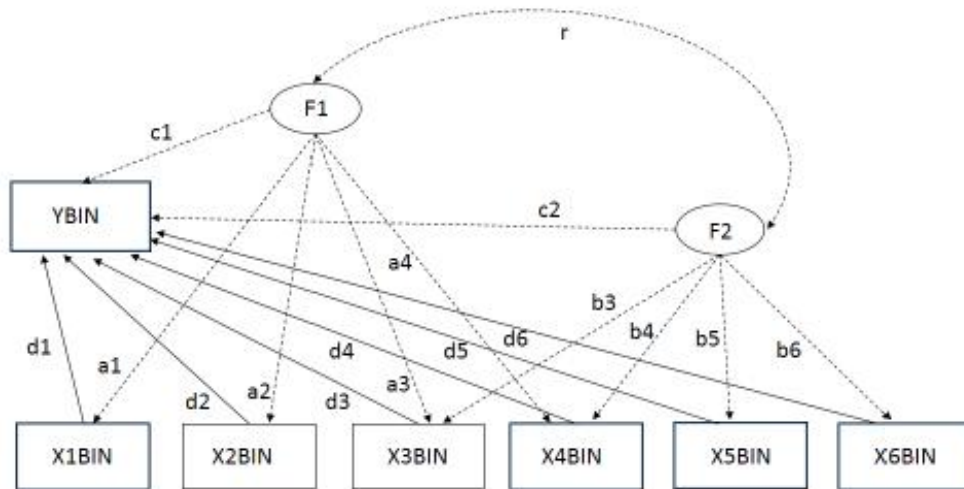 r
F1
c1
YBIN
c2
F2
a4
b3
b4
b5
b6
d1
a1
d2
a2
d3
d4
a3
d5
d6
X1BIN
X2BIN
X3BIN
X4BIN
X5BIN
X6BIN